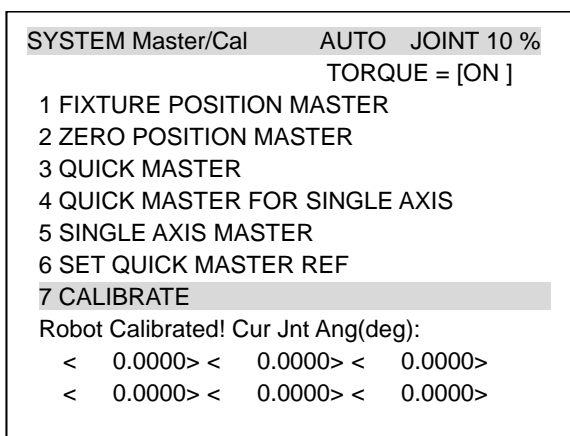 SYSTEM Master/Cal AUTO JOINT 10 %
TORQUE = [ON ]
1 FIXTURE POSITION MASTER
2 ZERO POSITION MASTER
3 QUICK MASTER
4 QUICK MASTER FOR SINGLE AXIS
5 SINGLE AXIS MASTER
6 SET QUICK MASTER REF
7 CALIBRATE
Robot Calibrated! Cur Jnt Ang(deg):
< 0.0000> < 0.0000> < 0.0000>
< 0.0000> < 0.0000> < 0.0000>